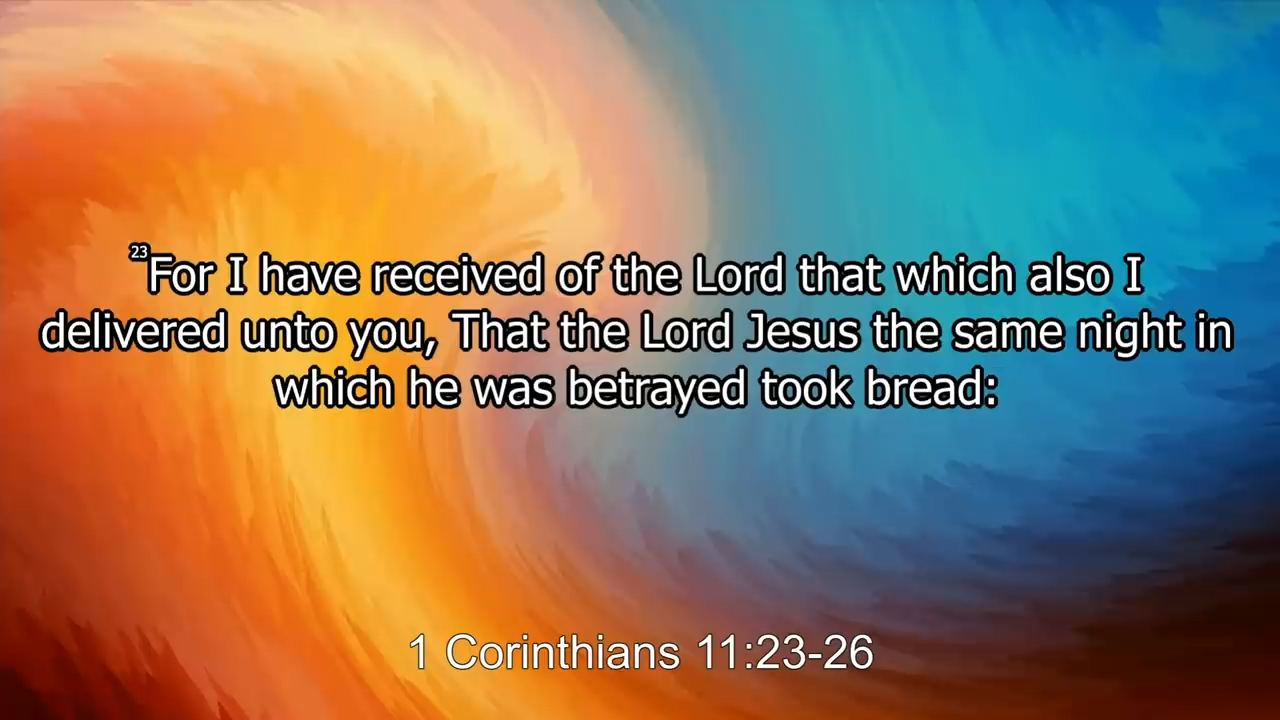 23For I have received of the Lord that which also I
delivered unto you, That the Lord Jesus the same night in
which he was betrayed took bread:
1 Corinthians 11:23-26